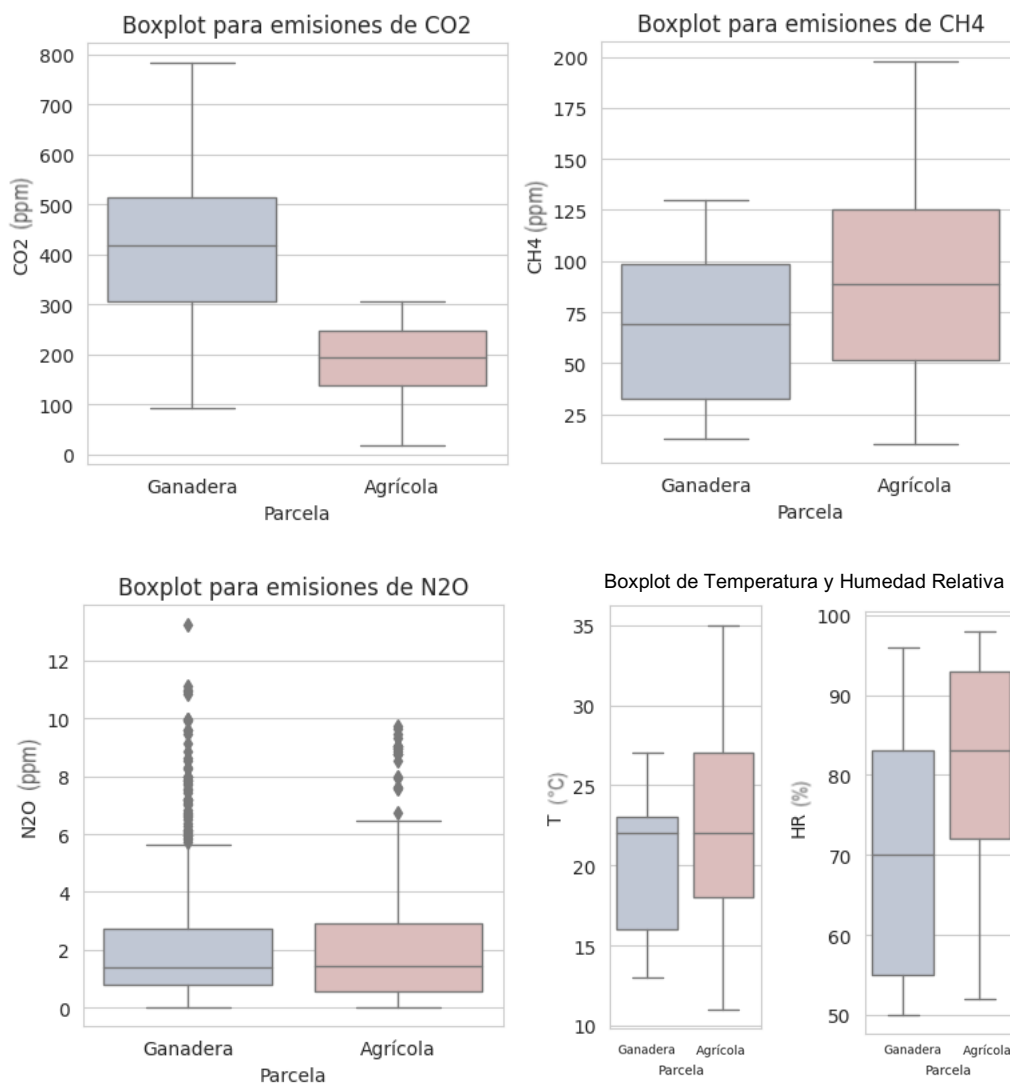 Boxplot para emisiones de CO2
800
700
600
500
400
300
200
100
0
CO2 (ppm)
Ganadera Agrícola
Parcela
Boxplot para emisiones de CH4
200
175
150
125
100
75
50
25
CH4 (ppm)
Ganadera Agrícola
Parcela
Boxplot para emisiones de N2O
12
10
8
6
4
2
0
N2O (ppm)
Ganadera Agrícola
Parcela
Boxplot de Temperatura y Humedad Relativa
35
30
25
20
15
10
T (°C)
Ganadera Agrícola
Parcela
100
90
80
70
60
50
HR (%)
Ganadera Agrícola
Parcela